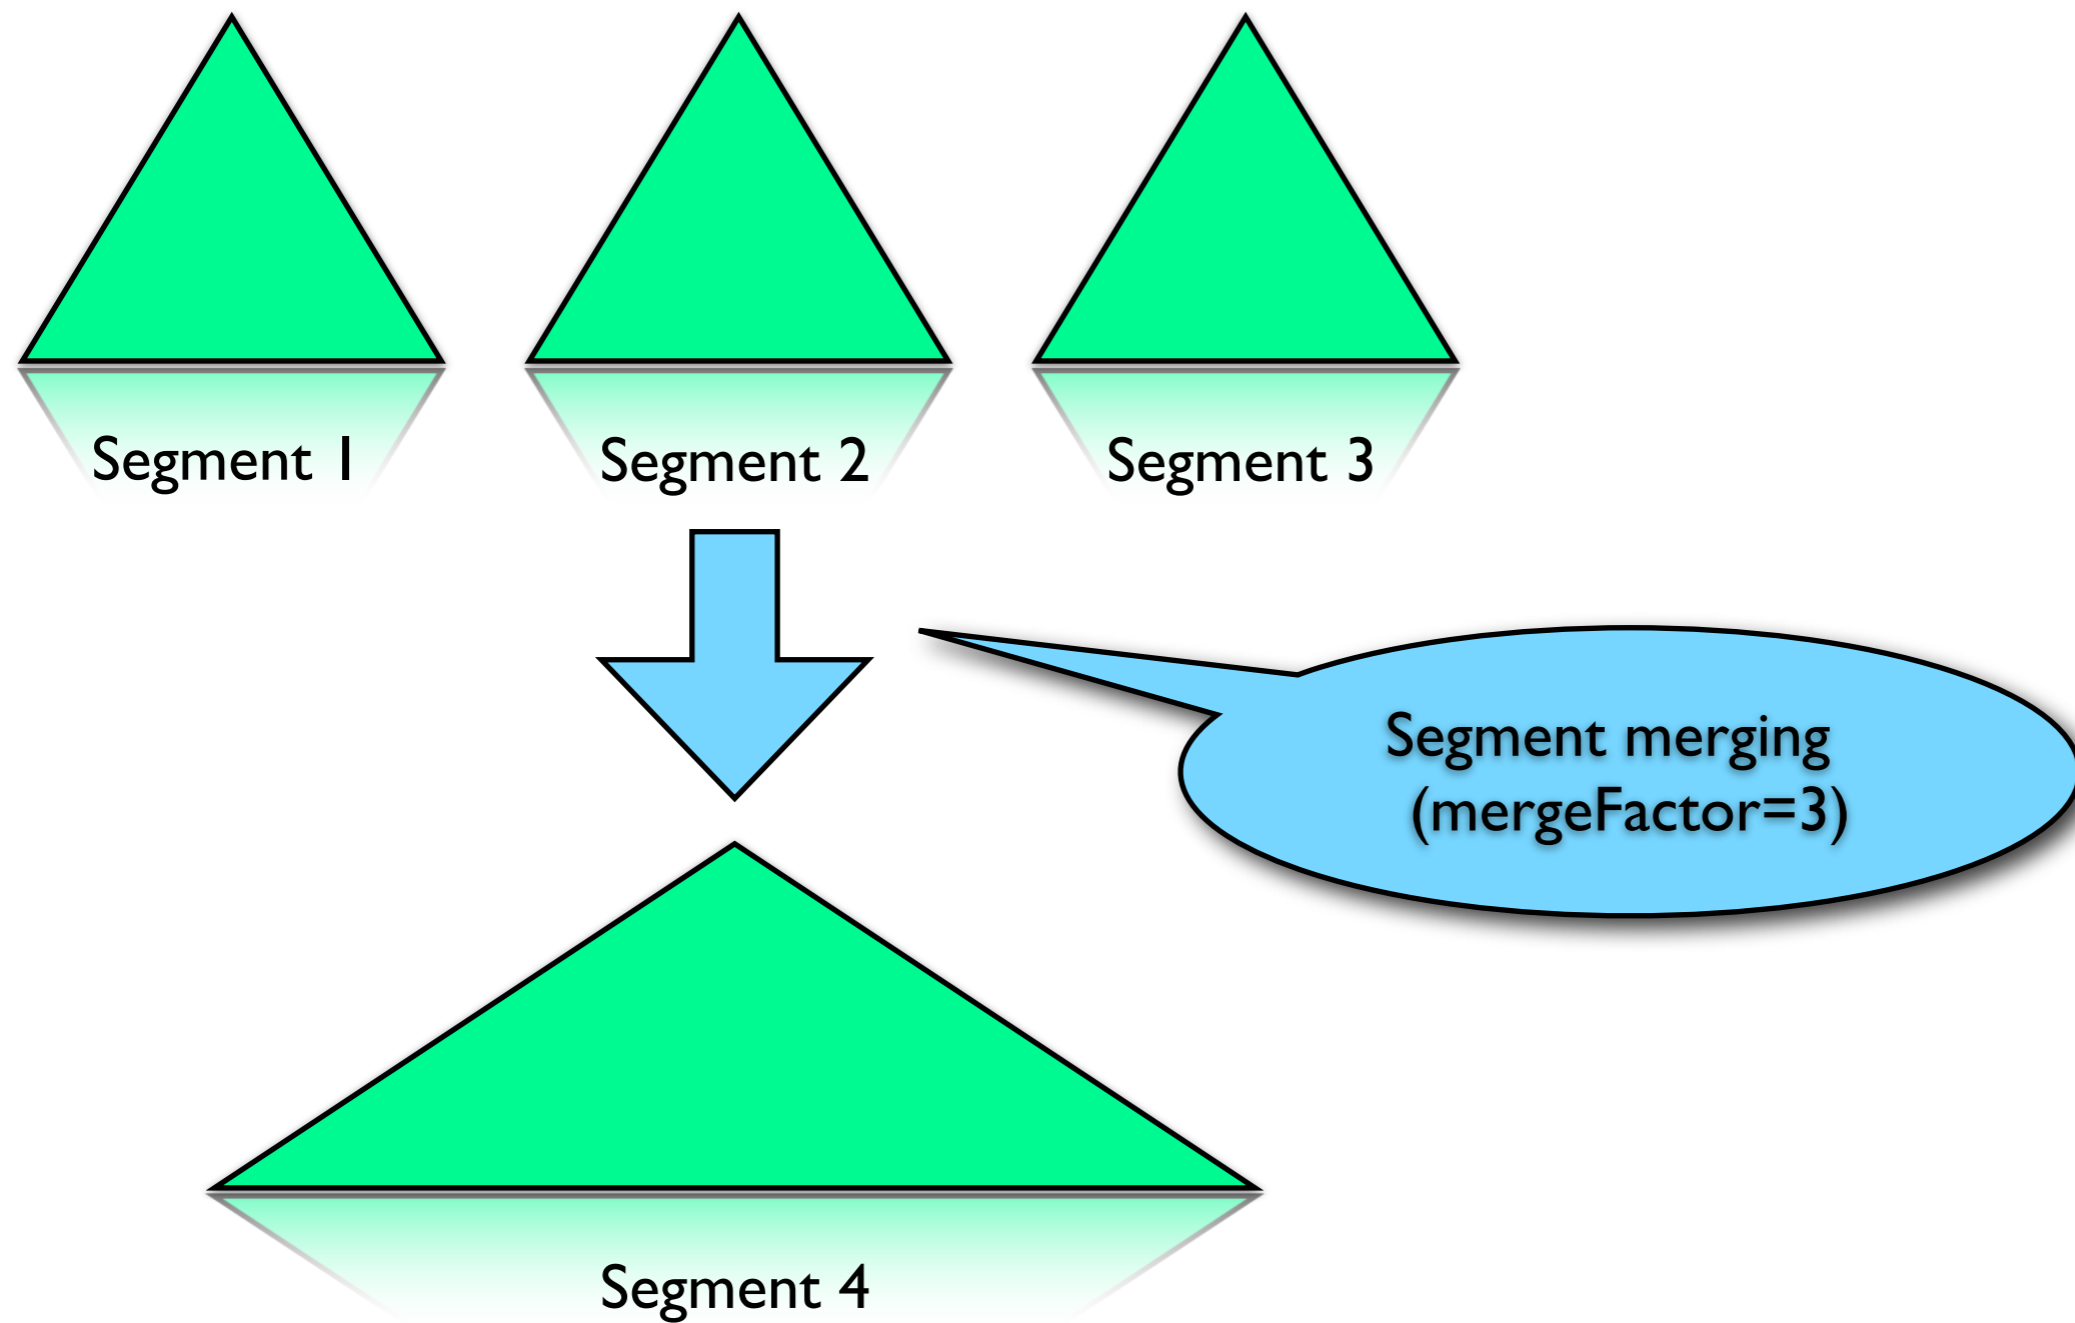 Segment 1
Segment 2
Segment 3
Segment merging
(mergeFactor=3)
Segment 4